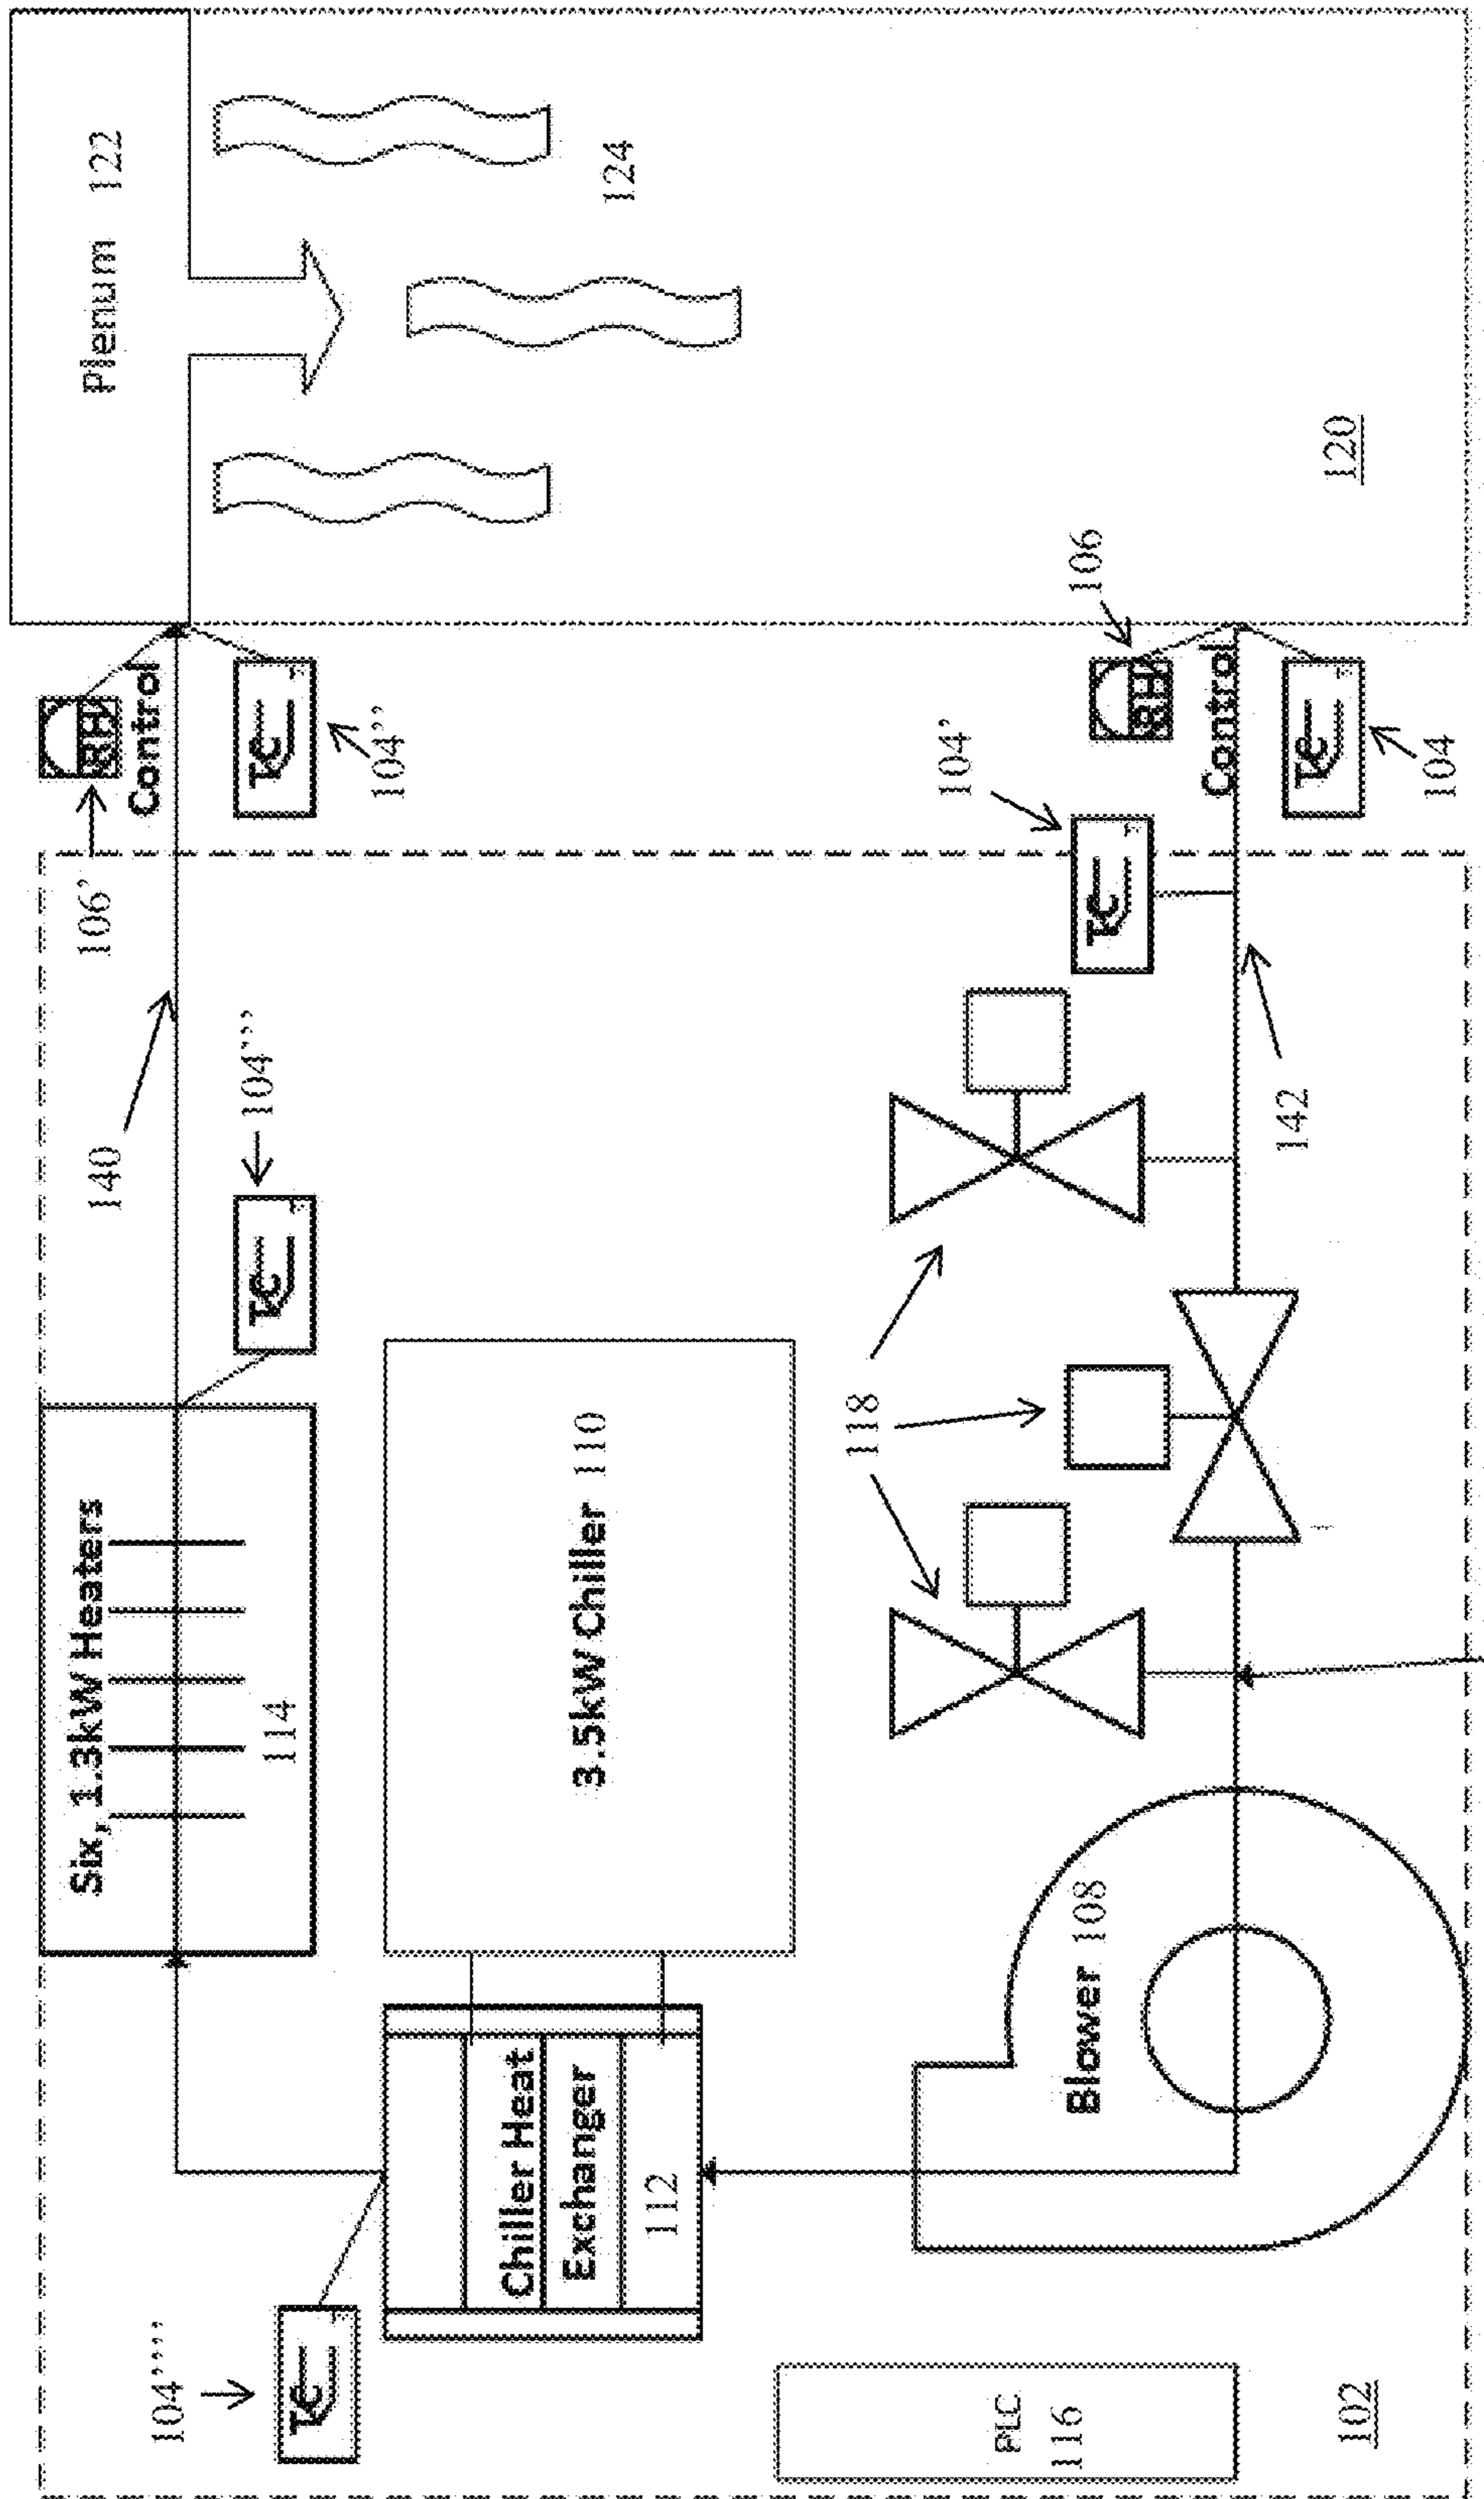 106'
RH
Control
Plenum 122
Six, 1.3kW Heaters
114
140
104''''
TC
104'''
TC
104''
TC
124
Chiller Heat
Exchanger
112
3.5kW Chiller 110
118
PLC
116
Blower 108
104'
TC
106
RH
Control
142
TC
104
102
120